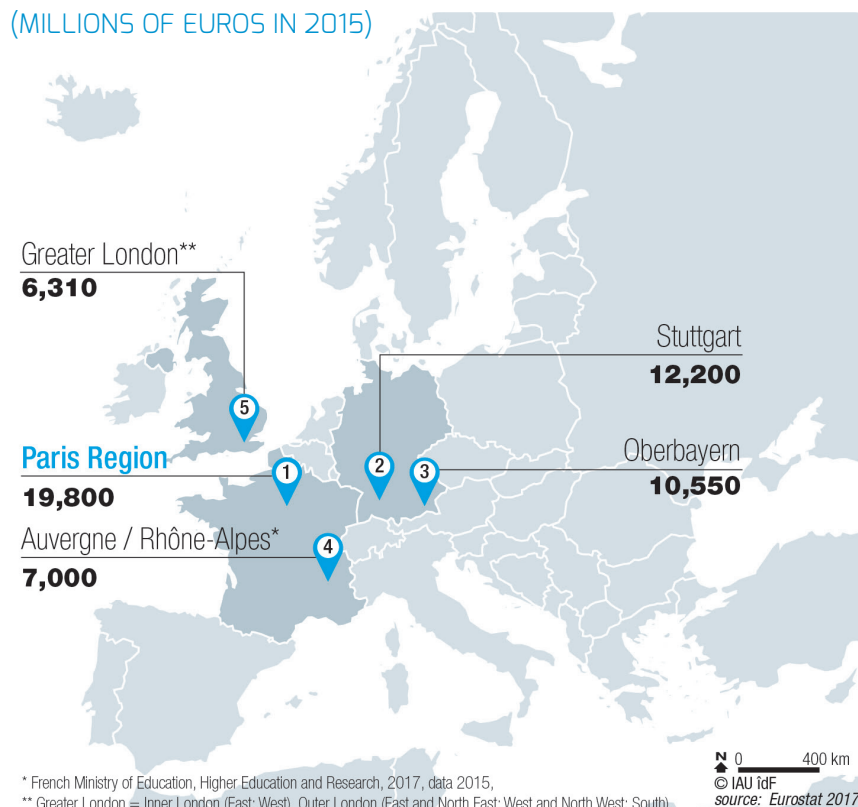 (MILLIONS OF EUROS IN 2015)
Greater London**
6,310
Stuttgart
12,200
5
Paris Region
19,800
1
2
3
Oberbayern
10,550
Auvergne / Rhône-Alpes*
7,000
4
N 0 400 km
© IAU îdF
source: Eurostat 2017
* French Ministry of Education, Higher Education and Research, 2017, data 2015,
** Greater London = Inner London (East; West), Outer London (East and North East; West and North West; South)